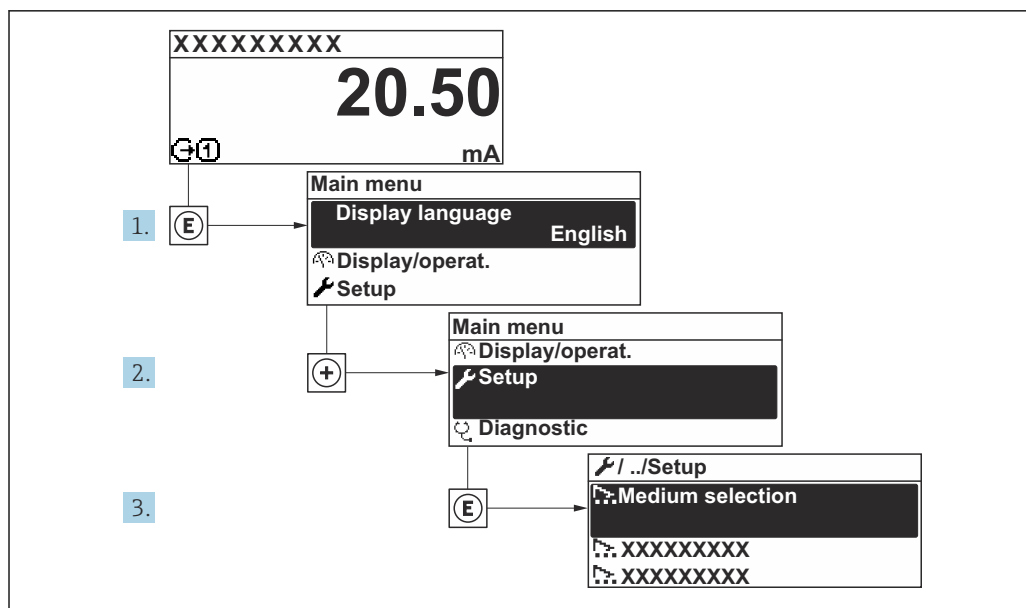 XXXXXXXXX
20.50
1
mA
Main menu
1.
E
Display language
English
Display/operat.
Setup
Main menu
Display/operat.
2.
+
Setup
Diagnostic
/ ../Setup
3.
E
Medium selection
XXXXXXXXX
XXXXXXXXX